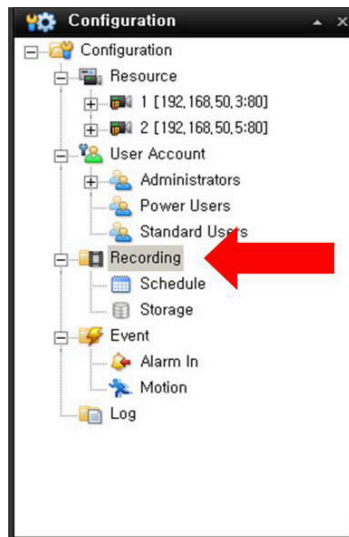 Configuration
Configuration
Resource
1 [192,168,50,3:80]
2 [192,168,50,5:80]
User Account
Administrators
Power Users
Standard Users
Recording
Schedule
Storage
Event
Alarm In
Motion
Log